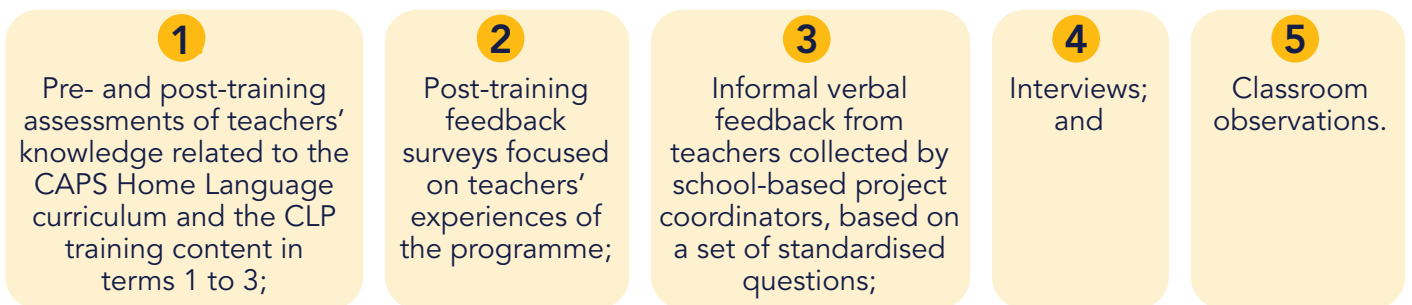 1
Pre- and post-training
assessments of teachers’
knowledge related to the
CAPS Home Language
curriculum and the CLP
training content in
terms 1 to 3;
2
Post-training
feedback
surveys focused
on teachers’
experiences of
the programme;
3
Informal verbal
feedback from
teachers collected by
school-based project
coordinators, based on
a set of standardised
questions;
4
Interviews;
and
5
Classroom
observations.